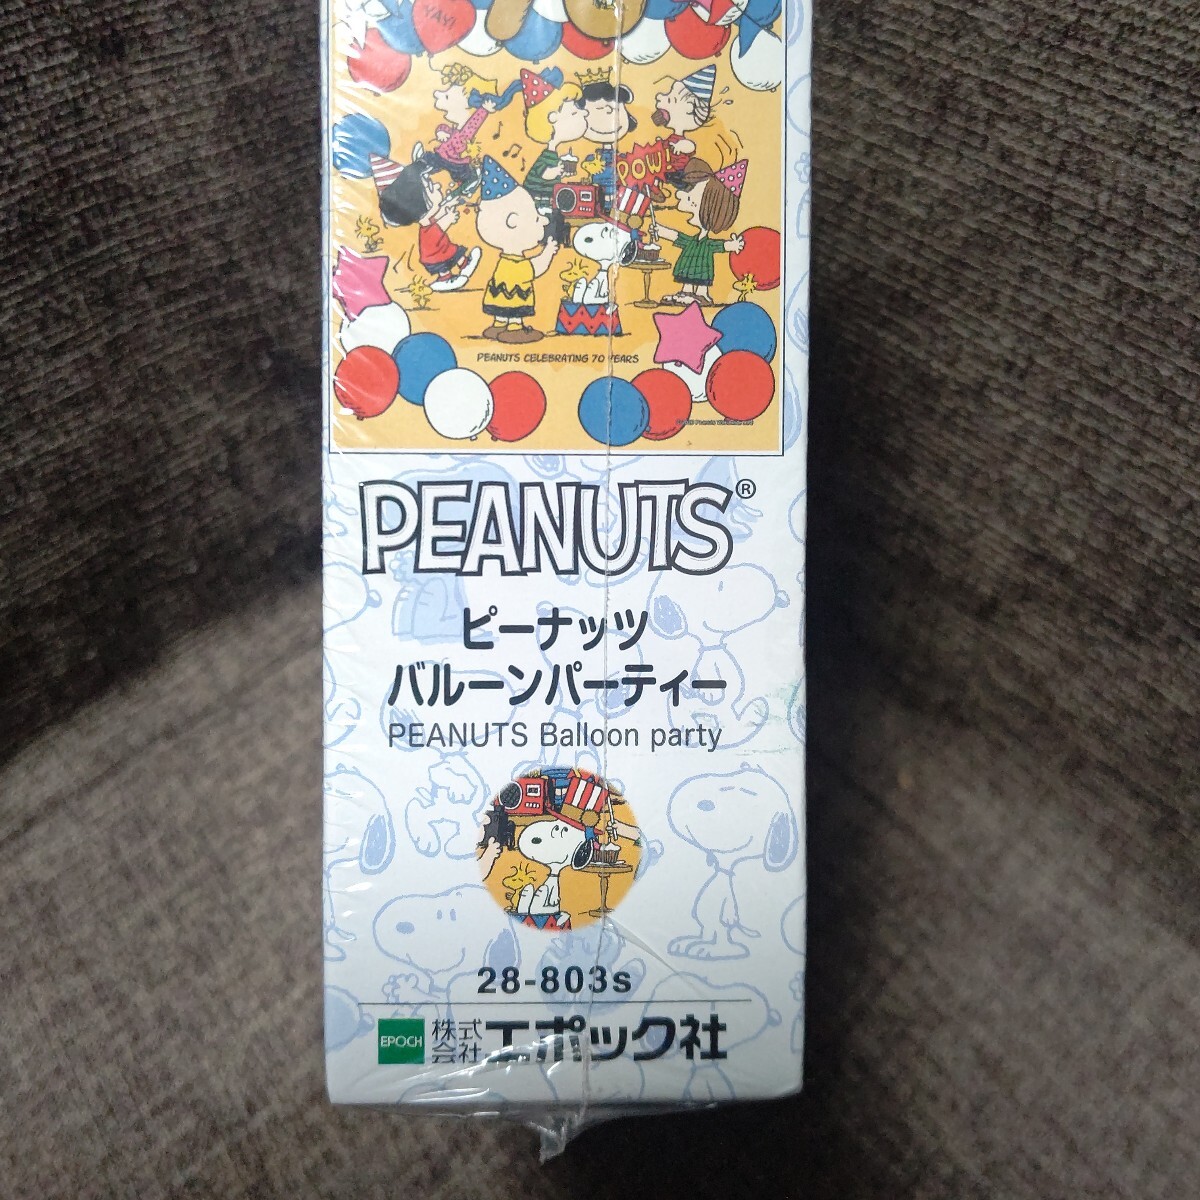 YAY!
POW!
PEANUTS CELEBRATING 70 YEARS
PEANUTS®
ピーナッツ
バルーンパーティー
PEANUTS Balloon party
28-803s
EPOCH 株式会社 エポック社